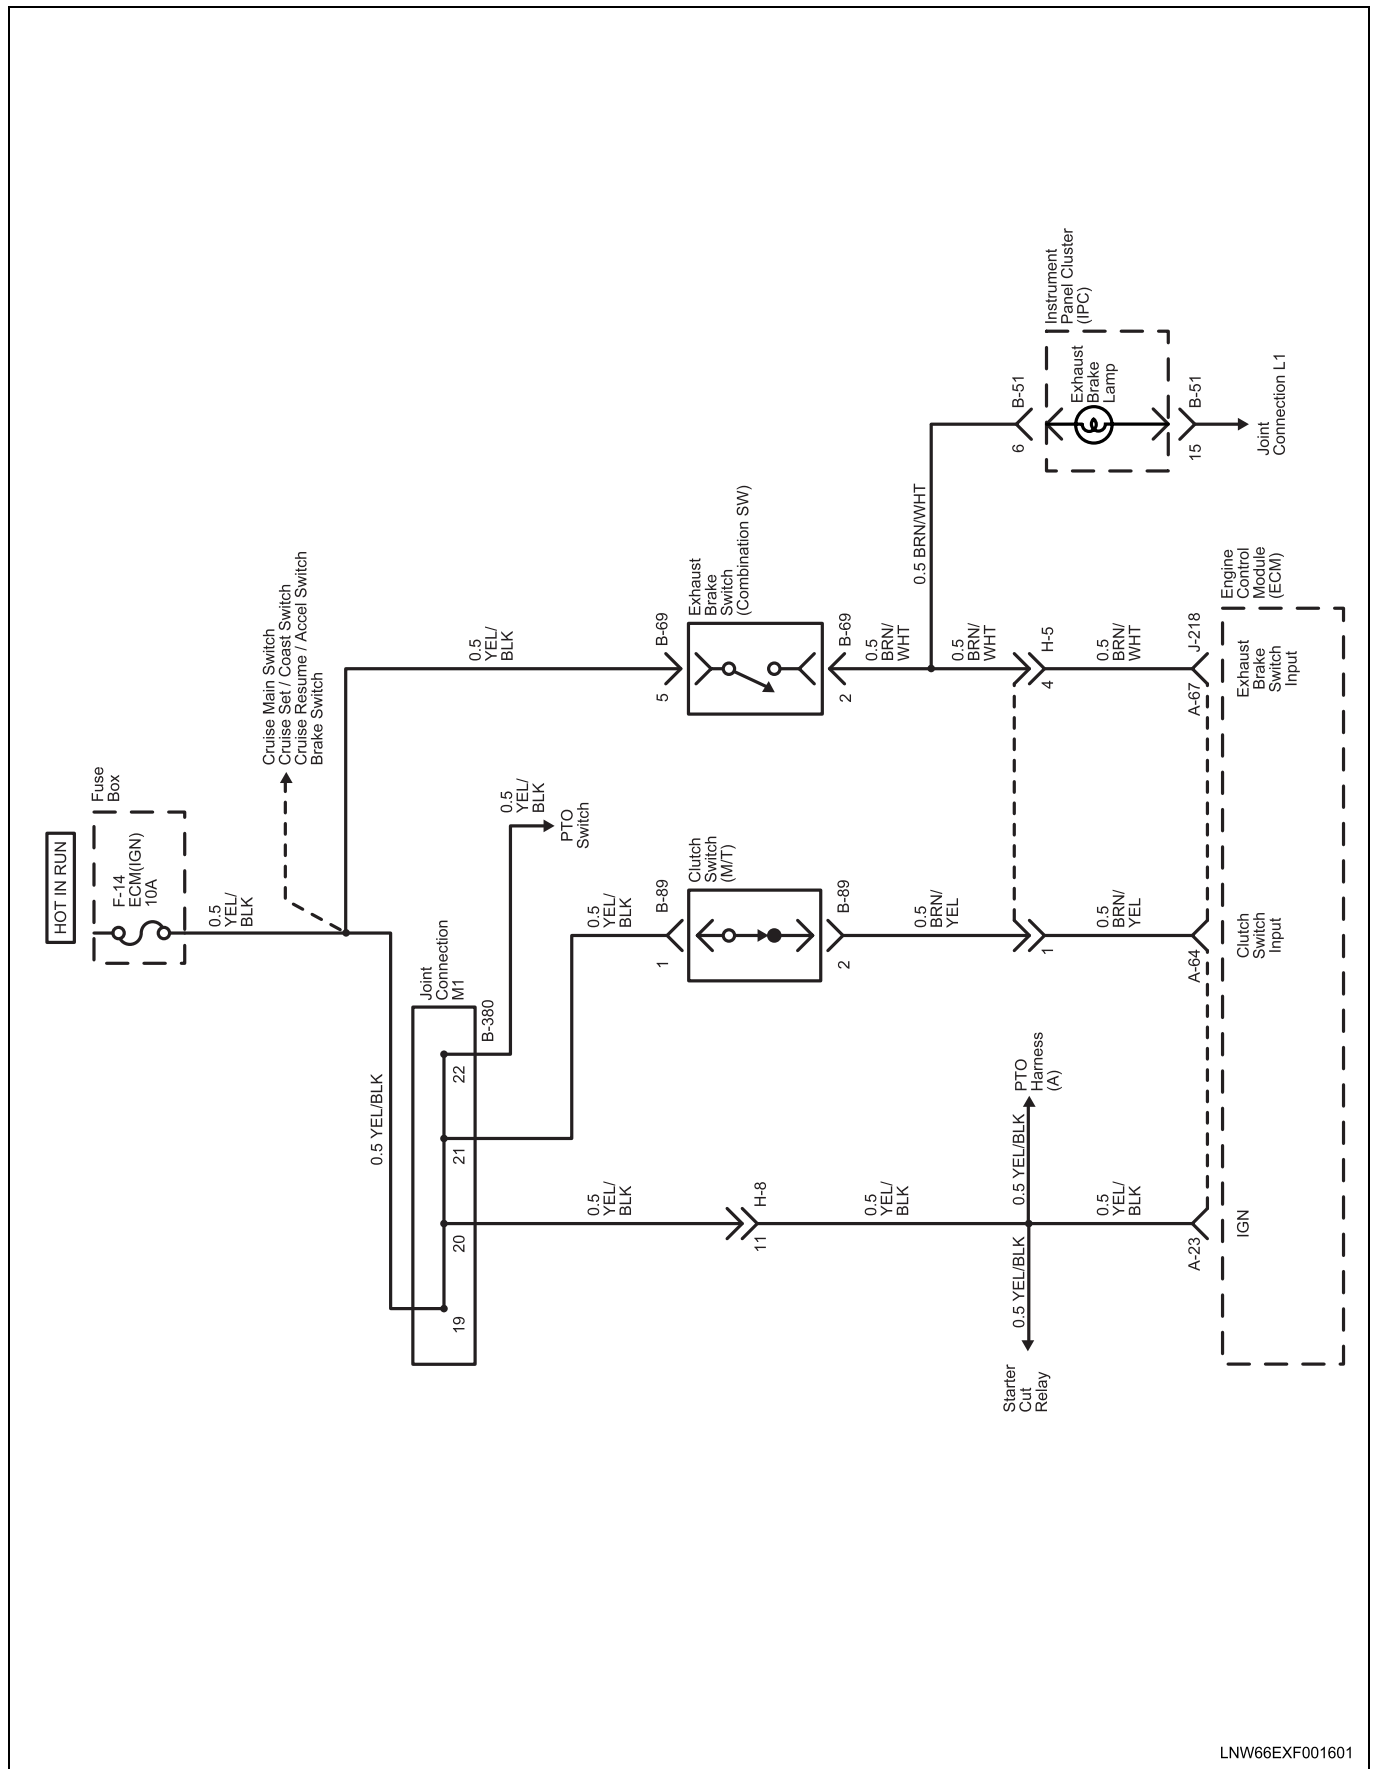 HOT IN RUN
Fuse
Box
F-14
ECM(IGN)
10A
0.5
YEL/
BLK
Cruise Main Switch
Cruise Set / Coast Switch
Cruise Resume / Accel Switch
Brake Switch
0.5 YEL/BLK
Joint
Connection
M1
B-380
19
20
21
22
0.5
YEL/
BLK
PTO
Switch
0.5
YEL/
BLK
0.5
YEL/
BLK
0.5
YEL/
BLK
B-69
5
Exhaust
Brake
Switch
(Combination SW)
B-69
2
B-89
1
Clutch
Switch
(M/T)
B-89
2
H-8
11
0.5
YEL/
BLK
0.5
BRN/
YEL
0.5
BRN/
WHT
0.5 BRN/WHT
0.5
BRN/
WHT
B-51
6
Instrument
Panel Cluster
(IPC)
Exhaust
Brake
Lamp
B-51
15
Joint
Connection L1
H-5
4
1
PTO
Harness
(A)
0.5 YEL/BLK
0.5 YEL/BLK
Starter
Cut
Relay
0.5
BRN/
WHT
0.5
BRN/
YEL
0.5
YEL/
BLK
J-218
A-67
A-64
A-23
Engine
Control
Module
(ECM)
Exhaust
Brake
Switch
Input
Clutch
Switch
Input
IGN
LNW66EXF001601